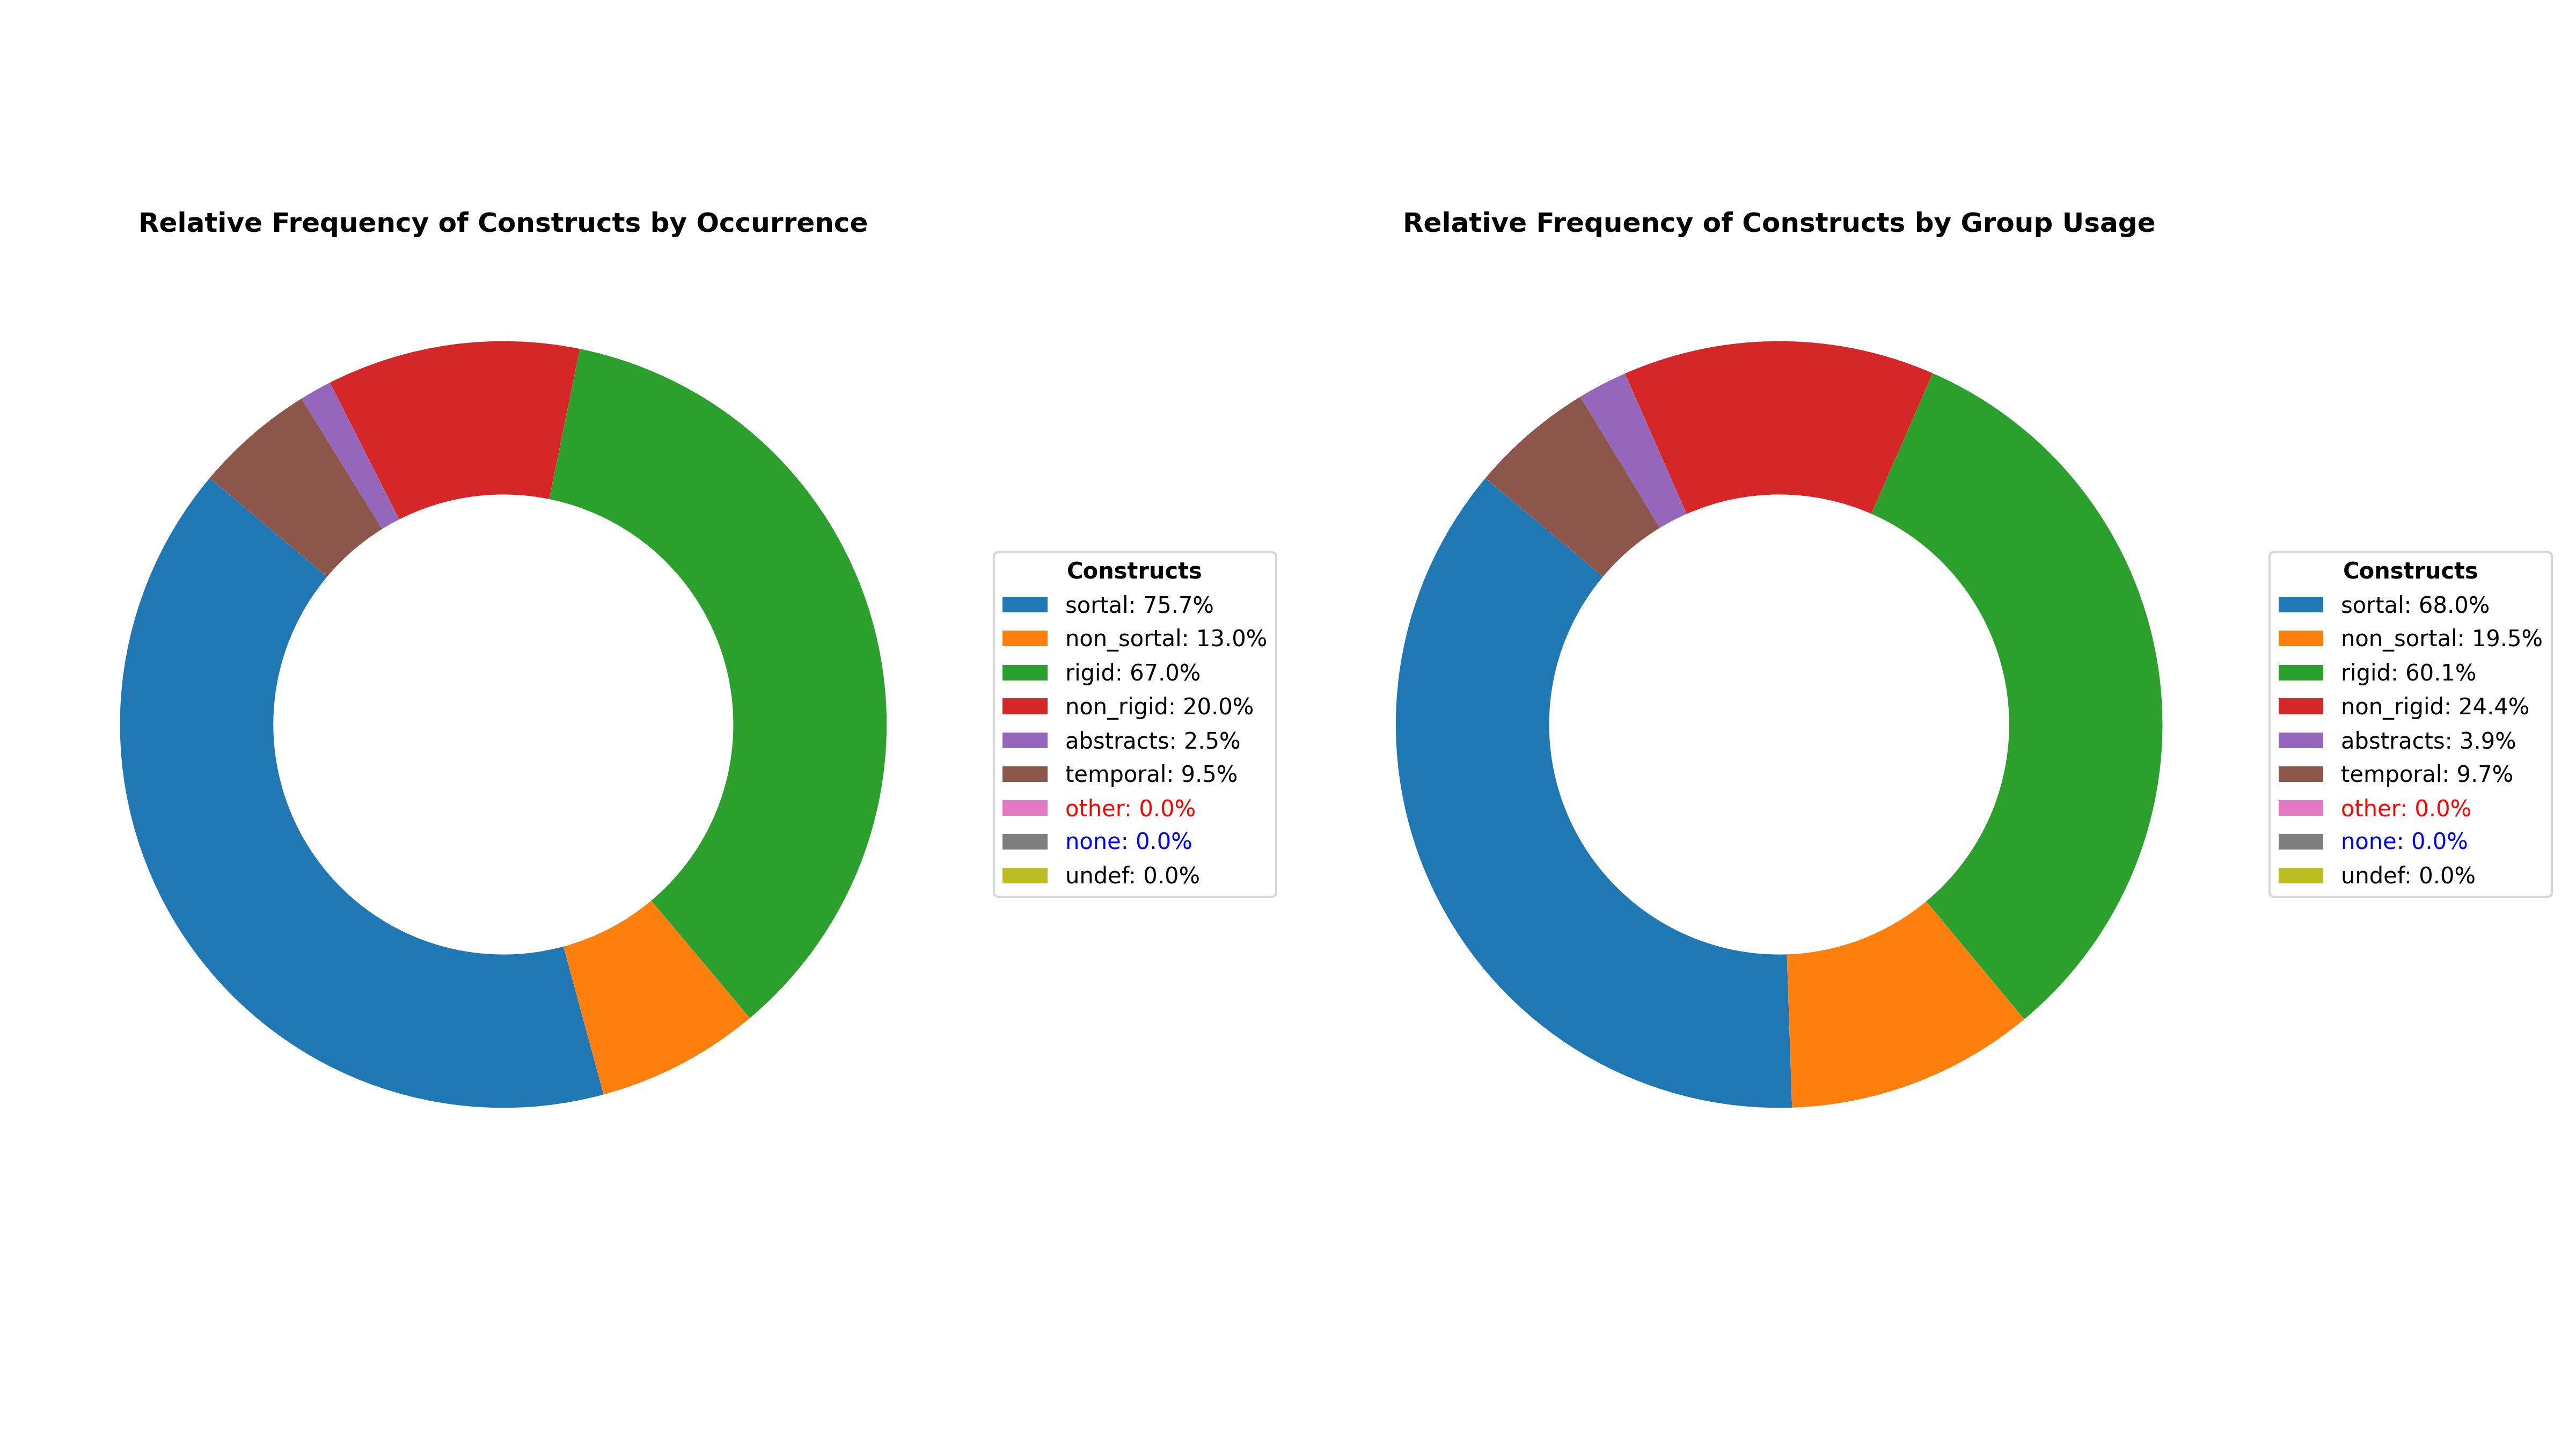 Relative Frequency of Constructs by Occurrence
Constructs
sortal: 75.7%
non_sortal: 13.0%
rigid: 67.0%
non_rigid: 20.0%
abstracts: 2.5%
temporal: 9.5%
other: 0.0%
none: 0.0%
undef: 0.0%
Relative Frequency of Constructs by Group Usage
Constructs
sortal: 68.0%
non_sortal: 19.5%
rigid: 60.1%
non_rigid: 24.4%
abstracts: 3.9%
temporal: 9.7%
other: 0.0%
none: 0.0%
undef: 0.0%